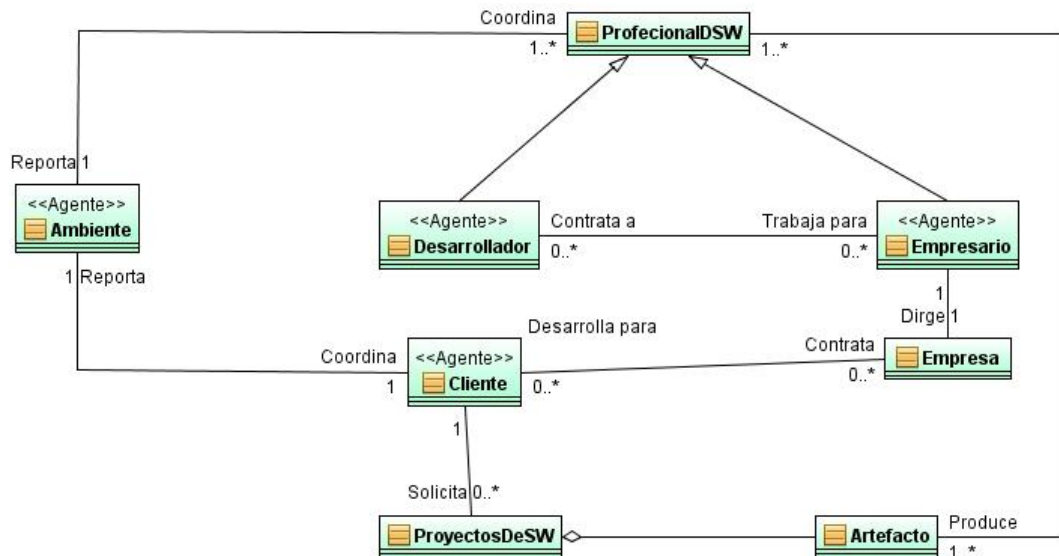 Coordina
ProfecionalDSW
1..*
1..*
Reporta 1
<<Agente>>
Ambiente
1 Reporta
<<Agente>>
Desarrollador
Contrata a
0..*
Trabaja para
0..*
<<Agente>>
Empresario
1
Dirge 1
Desarrolla para
Coordina
1
<<Agente>>
Cliente
0..*
Contrata
0..*
Empresa
1
Solicita 0..*
ProyectosDeSW
Artefacto
Produce
1..*